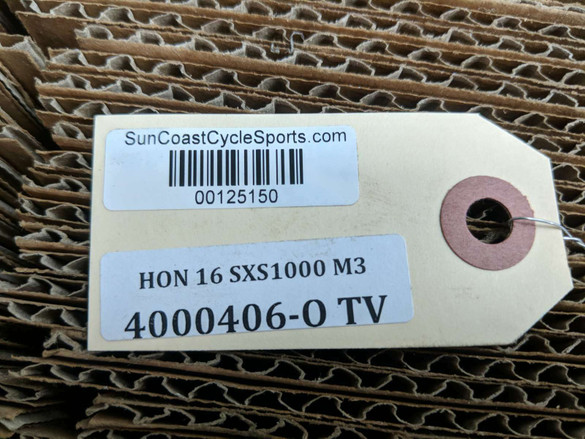 SunCoastCycleSports.com
00125150
HON 16 SXS1000 M3
4000406-O TV